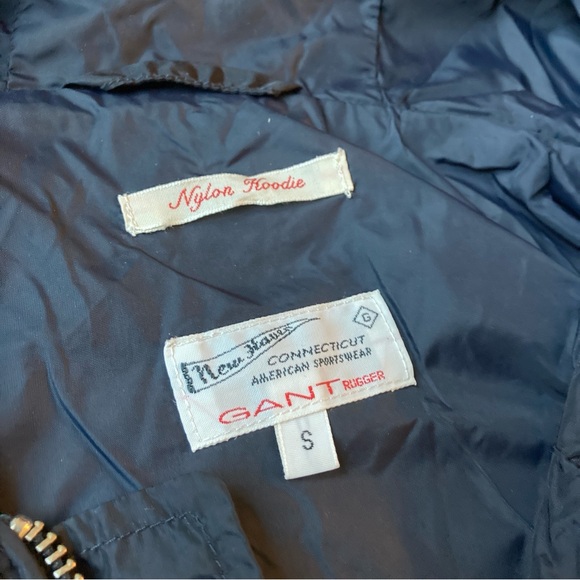 Nylon Hoodie
G
New Haven
CONNECTICUT
AMERICAN SPORTSWEAR
GANT RUGGER
S